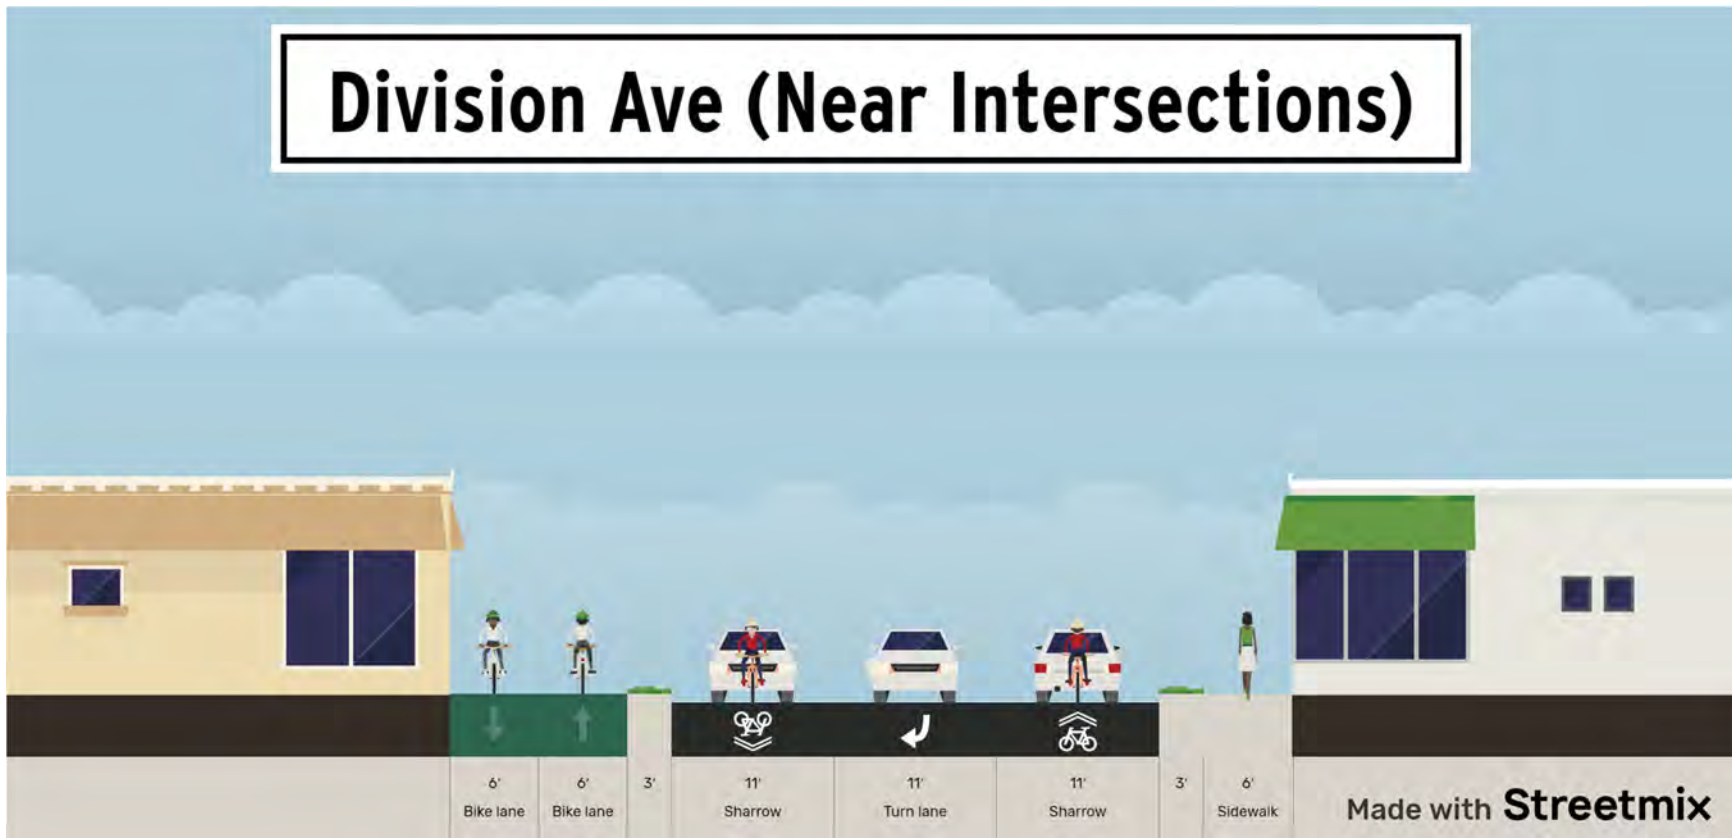 Division Ave (Near Intersections)
6' 6' 3' 11' 11' 11' 3' 6'
Bike lane Bike lane Sharrow Turn lane Sharrow Sidewalk
Made with Streetmix